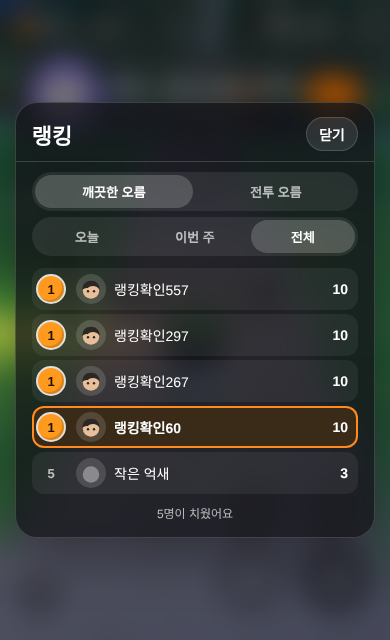 랭킹
닫기
깨끗한 오름
전투 오름
오늘
이번 주
전체
1 랭킹확인557 10
1 랭킹확인297 10
1 랭킹확인267 10
1 랭킹확인60 10
5 작은 억새 3
5명이 치웠어요